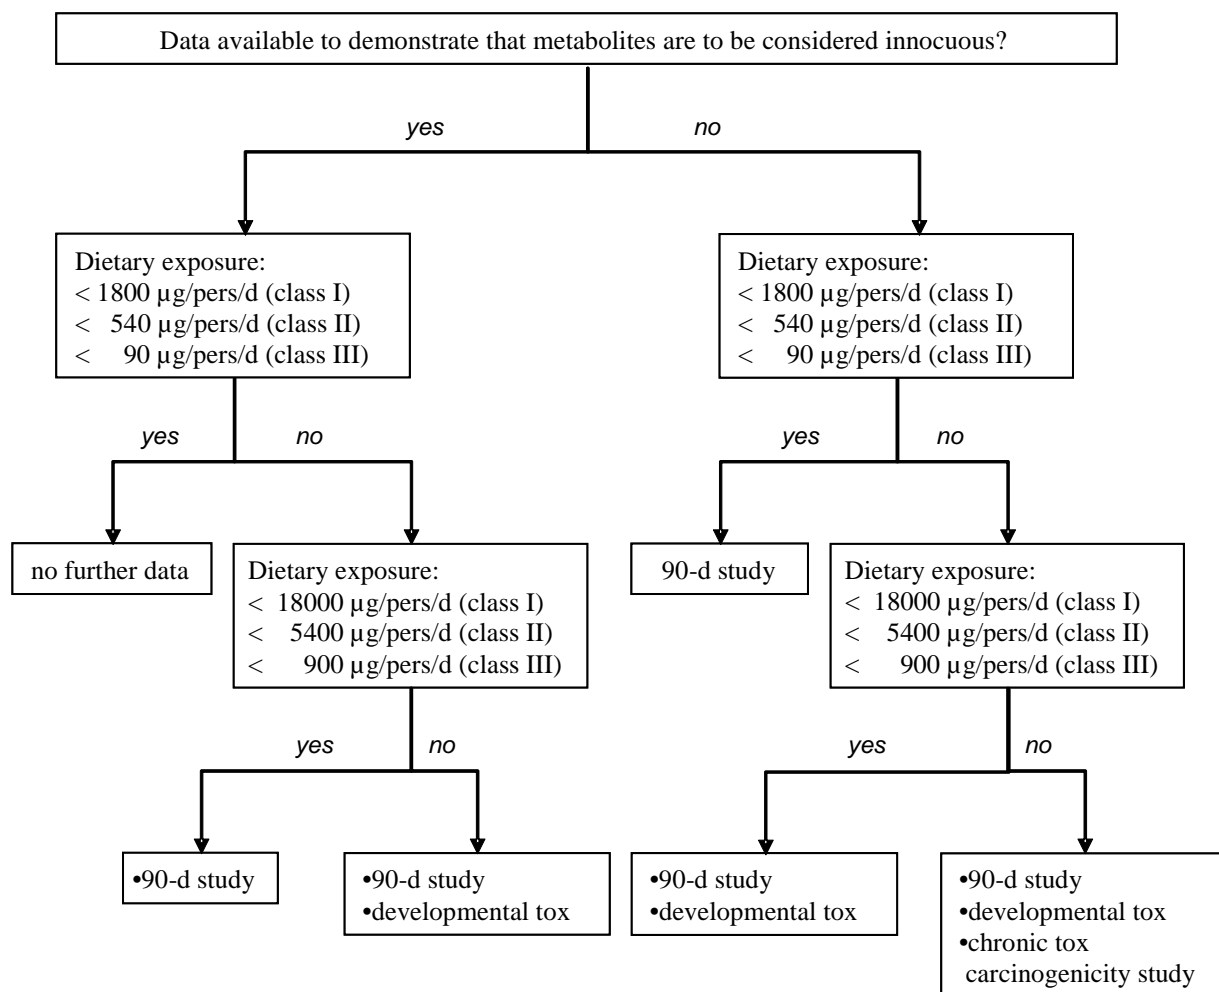 Data available to demonstrate that metabolites are to be considered innocuous?
yes
no
Dietary exposure:
< 1800 µg/pers/d (class I)
< 540 µg/pers/d (class II)
< 90 µg/pers/d (class III)
Dietary exposure:
< 1800 µg/pers/d (class I)
< 540 µg/pers/d (class II)
< 90 µg/pers/d (class III)
yes
no
yes
no
no further data
Dietary exposure:
< 18000 µg/pers/d (class I)
< 5400 µg/pers/d (class II)
< 900 µg/pers/d (class III)
90-d study
Dietary exposure:
< 18000 µg/pers/d (class I)
< 5400 µg/pers/d (class II)
< 900 µg/pers/d (class III)
yes
no
yes
no
•90-d study
•90-d study
•developmental tox
•90-d study
•developmental tox
•90-d study
•developmental tox
•chronic tox
carcinogenicity study